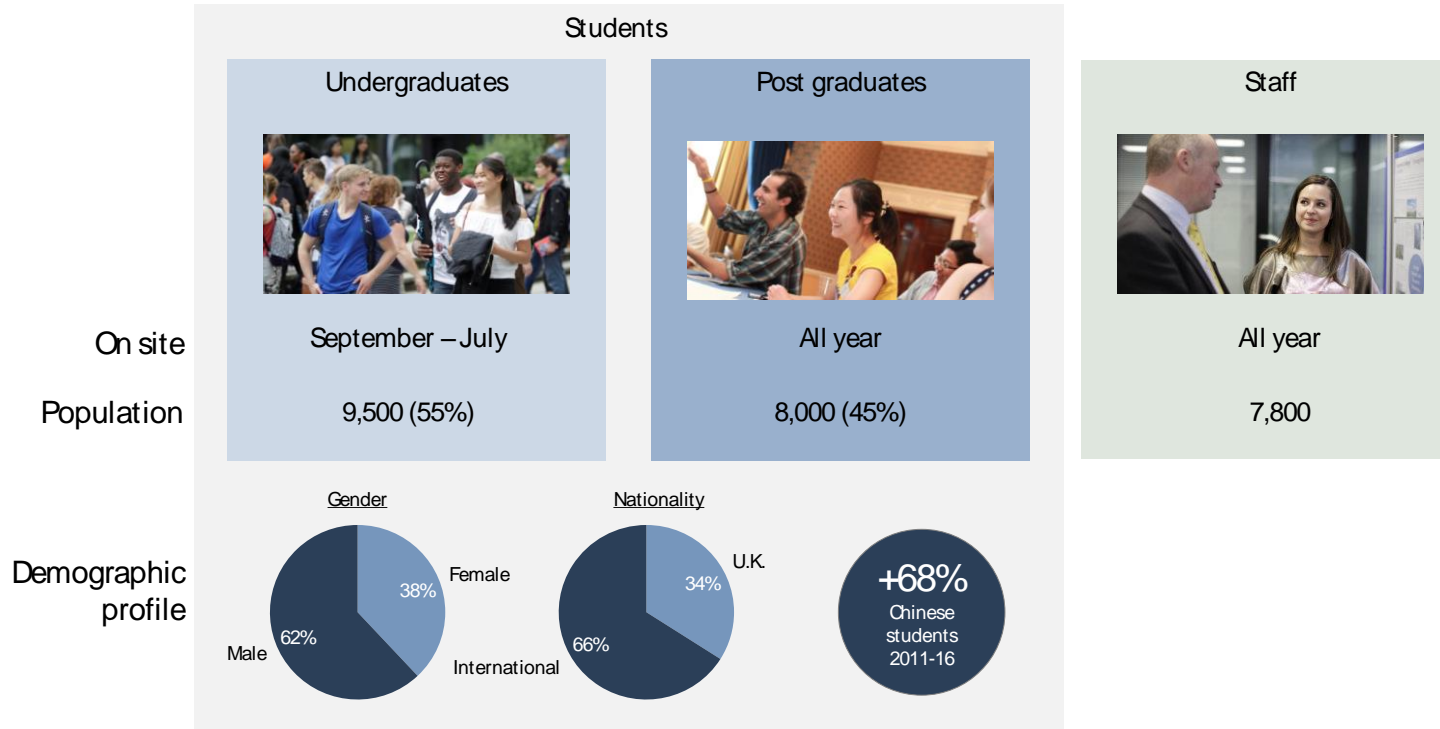 Students
Undergraduates
Post graduates
Staff
On site
September – July
All year
All year
Population
9,500 (55%)
8,000 (45%)
7,800
Demographic
profile
Gender
Female
38%
62%
Male
Nationality
U.K.
34%
66%
International
+68%
Chinese
students
2011-16